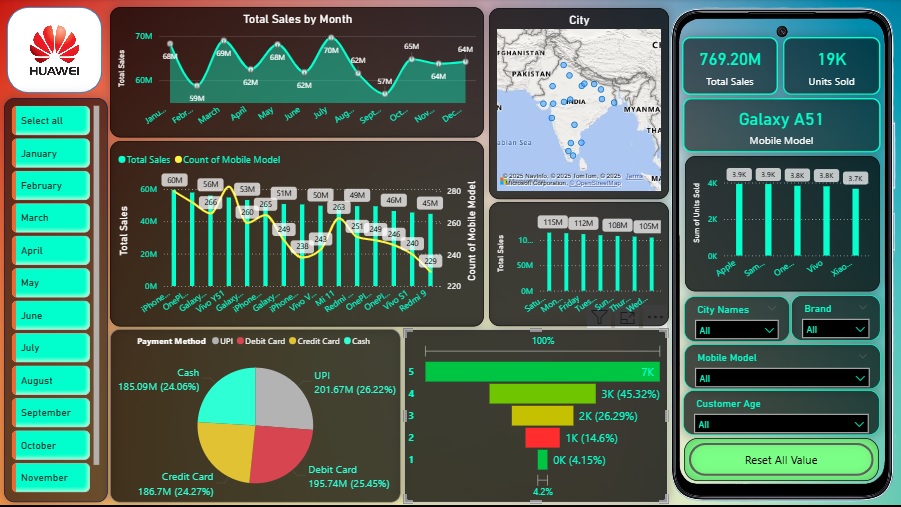 HUAWEI
Select all
January
February
March
April
May
June
July
August
September
October
November
Total Sales by Month
Total Sales
70M
60M
68M
59M
69M
62M
68M
62M
70M
62M
57M
65M
64M
64M
Janu...
Febr...
March
April
May
June
July
Aug...
Sept...
Oct...
Nov...
Dec...
City
AFGHANISTAN
PAKISTAN
INDIA
MYANMA
THA
abian Sea
© 2025 NavInfo, © 2025 TomTom, © 2025 Terms
Microsoft Corporation, © OpenStreetMap
Total Sales Count of Mobile Model
Total Sales
60M
40M
20M
0M
Count of Mobile Model
280
260
240
220
60M
56M
53M
51M
50M
49M
46M
45M
266
260
265
249
238
243
263
251
249
246
240
229
iPhone...
OnePl...
Galaxy...
Vivo Y51
Galaxy...
iPhone...
Galaxy...
iPhone...
Vivo V...
Mi 11
Redmi ...
OnePl...
OnePl...
Vivo S1
Redmi 9
Total Sales
10...
50M
0M
115M
112M
108M
105M
Satu...
Mon...
Friday
Tues...
Sun...
Thur...
Wed...
Payment Method UPI Debit Card Credit Card Cash
Cash
185.09M (24.06%)
UPI
201.67M (26.22%)
Credit Card
186.7M (24.27%)
Debit Card
195.74M (25.45%)
100%
5
7K
4
3K (45.32%)
3
2K (26.29%)
2
1K (14.6%)
1
0K (4.15%)
4.2%
769.20M
Total Sales
19K
Units Sold
Galaxy A51
Mobile Model
Sum of Units Sold
4K
2K
0K
3.9K
3.9K
3.8K
3.8K
3.7K
Apple
Sam...
One...
Vivo
Xiao...
City Names
All
Brand
All
Mobile Model
All
Customer Age
All
Reset All Value